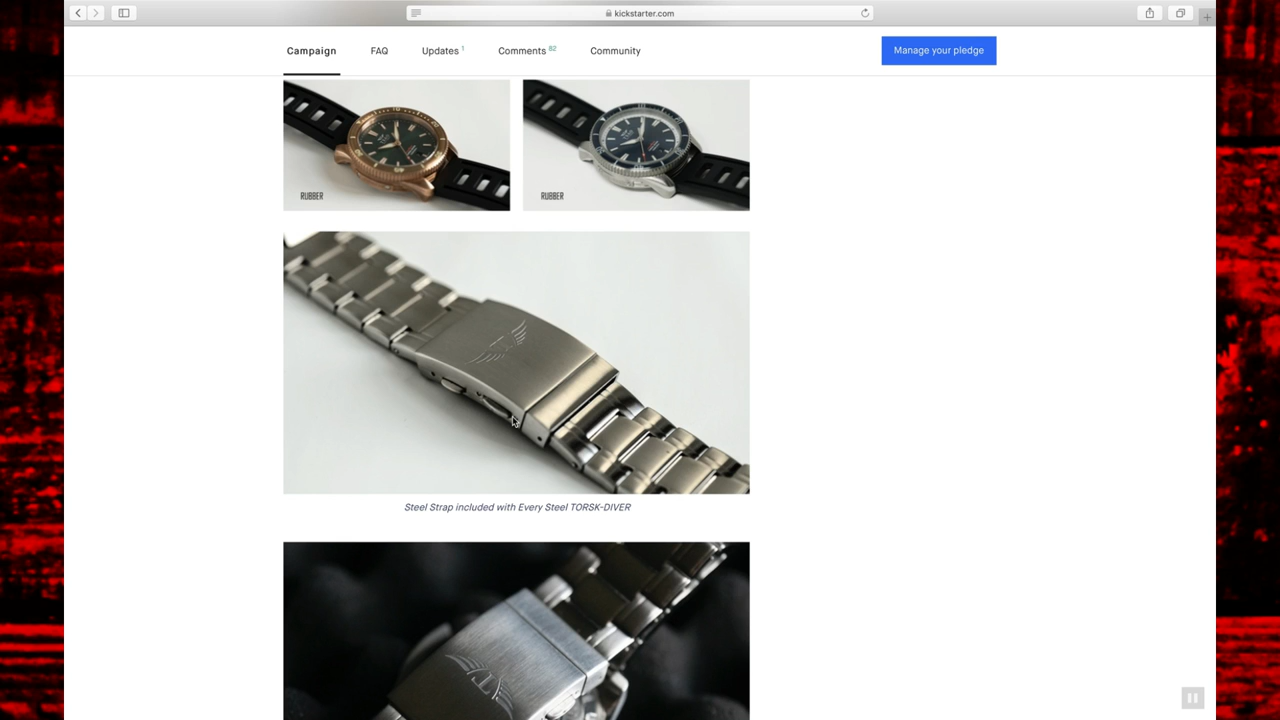 kickstarter.com
Campaign
FAQ
Updates 1
Comments 82
Community
Manage your pledge
RUBBER
RUBBER
Steel Strap included with Every Steel TORSK-DIVER